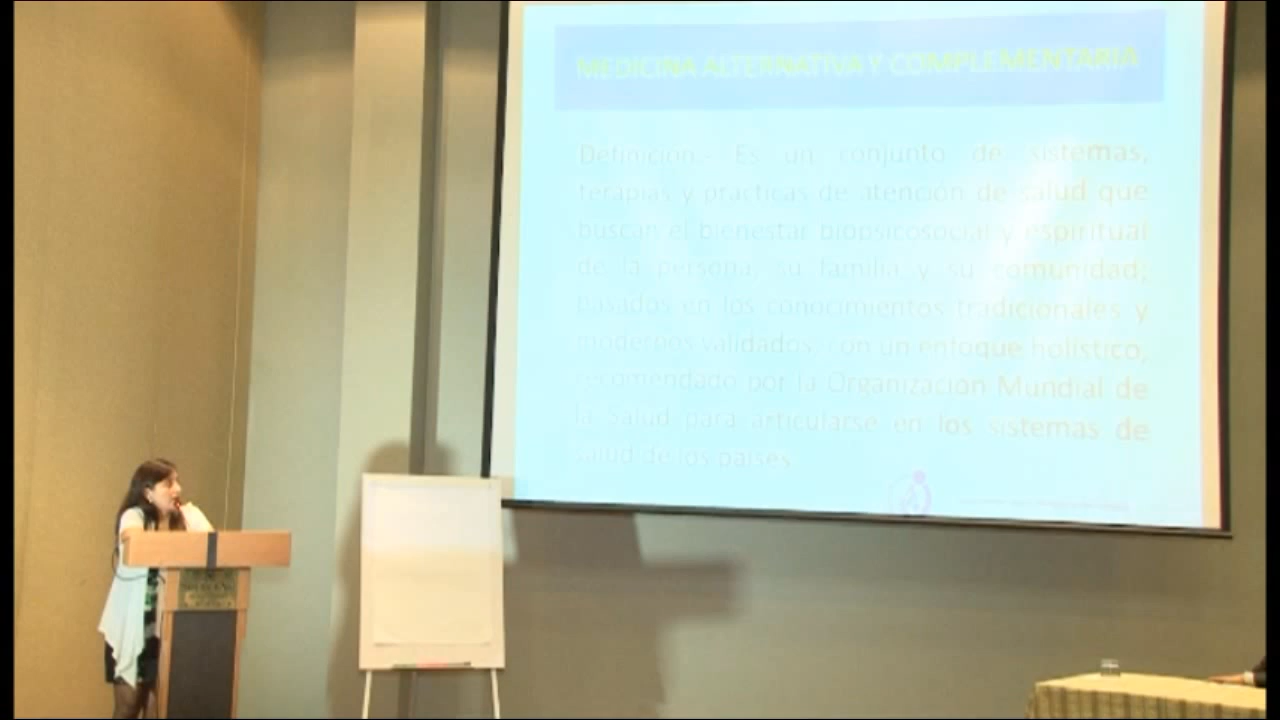 MEDICINA ALTERNATIVA Y COMPLEMENTARIA
Definición.- Es un conjunto de sistemas,
terapias y prácticas de atención de salud que
buscan el bienestar biopsicosocial y espiritual
de la persona, su familia y su comunidad;
basados en los conocimientos tradicionales y
modernos validados, con un enfoque holístico,
recomendado por la Organización Mundial de
la Salud para articularse en los sistemas de
salud de los países